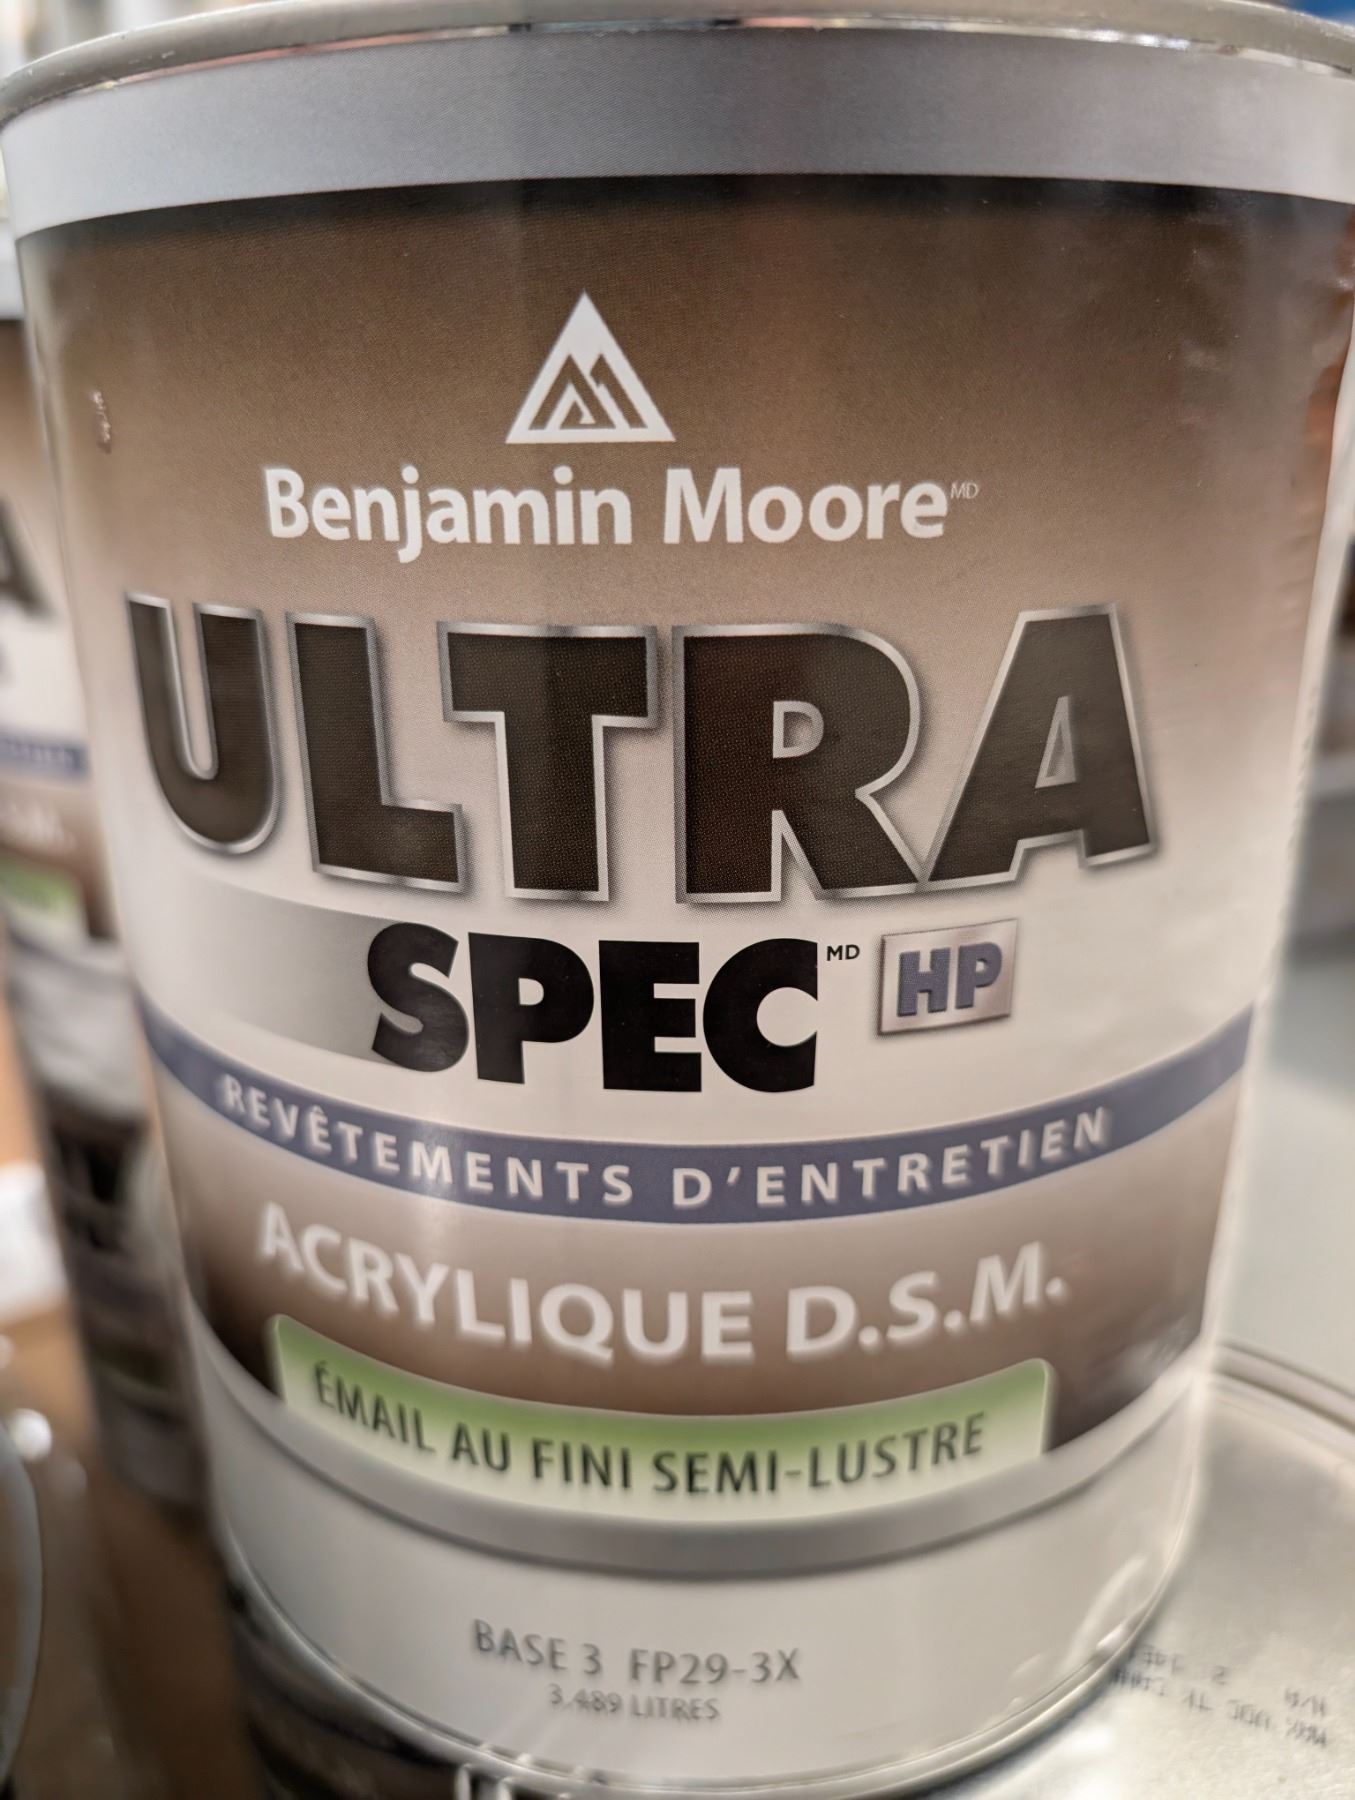 Benjamin Moore MD
ULTRA
SPEC MD HP
REVÊTEMENTS D'ENTRETIEN
ACRYLIQUE D.S.M.
ÉMAIL AU FINI SEMI-LUSTRE
BASE 3 FP29-3X
3.489 LITRES